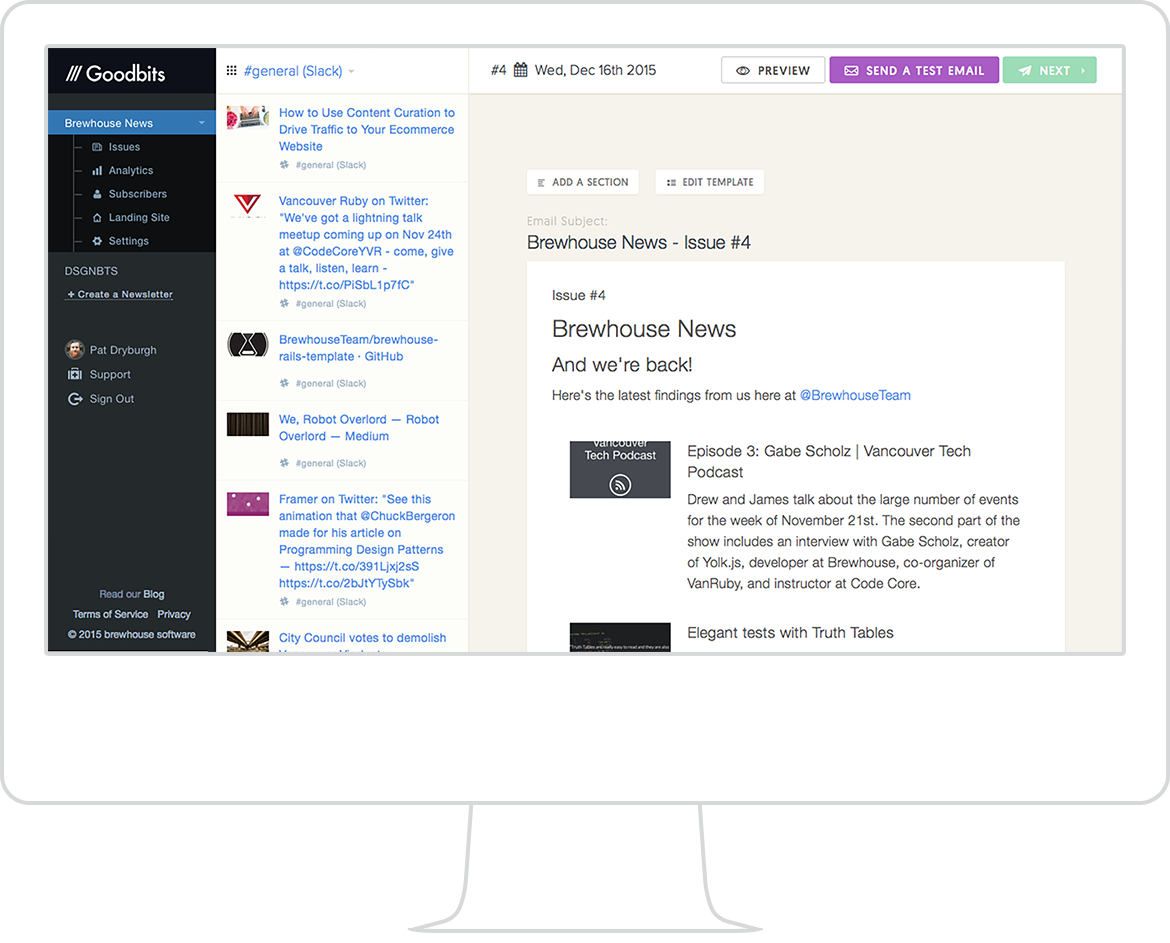 Goodbits
Brewhouse News
Issues
Analytics
Subscribers
Landing Site
Settings
DSGNBTS
+ Create a Newsletter
Pat Dryburgh
Support
Sign Out
Read our Blog
Terms of Service Privacy
© 2015 brewhouse software
#general (Slack)
How to Use Content Curation to
Drive Traffic to Your Ecommerce
Website
#general (Slack)
Vancouver Ruby on Twitter:
"We've got a lightning talk
meetup coming up on Nov 24th
at @CodeCoreYVR - come, give
a talk, listen, learn -
https://t.co/PiSbL1p7fC"
#general (Slack)
BrewhouseTeam/brewhouse-
rails-template · GitHub
#general (Slack)
We, Robot Overlord — Robot
Overlord — Medium
#general (Slack)
Framer on Twitter: "See this
animation that @ChuckBergeron
made for his article on
Programming Design Patterns
— https://t.co/391Ljxj2sS
https://t.co/2bJtYTySbk"
#general (Slack)
City Council votes to demolish
#4 Wed, Dec 16th 2015
PREVIEW
SEND A TEST EMAIL
NEXT
ADD A SECTION
EDIT TEMPLATE
Email Subject:
Brewhouse News - Issue #4
Issue #4
Brewhouse News
And we're back!
Here's the latest findings from us here at @BrewhouseTeam
Vancouver
Tech Podcast
Episode 3: Gabe Scholz | Vancouver Tech
Podcast
Drew and James talk about the large number of events
for the week of November 21st. The second part of the
show includes an interview with Gabe Scholz, creator
of Yolk.js, developer at Brewhouse, co-organizer of
VanRuby, and instructor at Code Core.
"Truth Tables are really easy to read and they are also
Elegant tests with Truth Tables